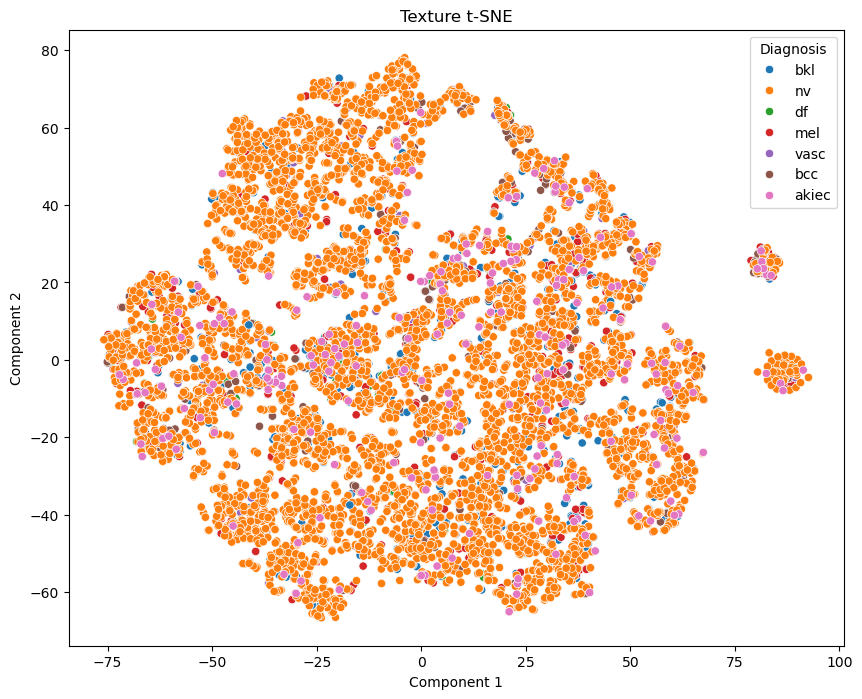 Texture t-SNE
Diagnosis
bkl
nv
df
mel
vasc
bcc
akiec
80
60
40
20
0
−20
−40
−60
Component 2
−75
−50
−25
0
25
50
75
100
Component 1